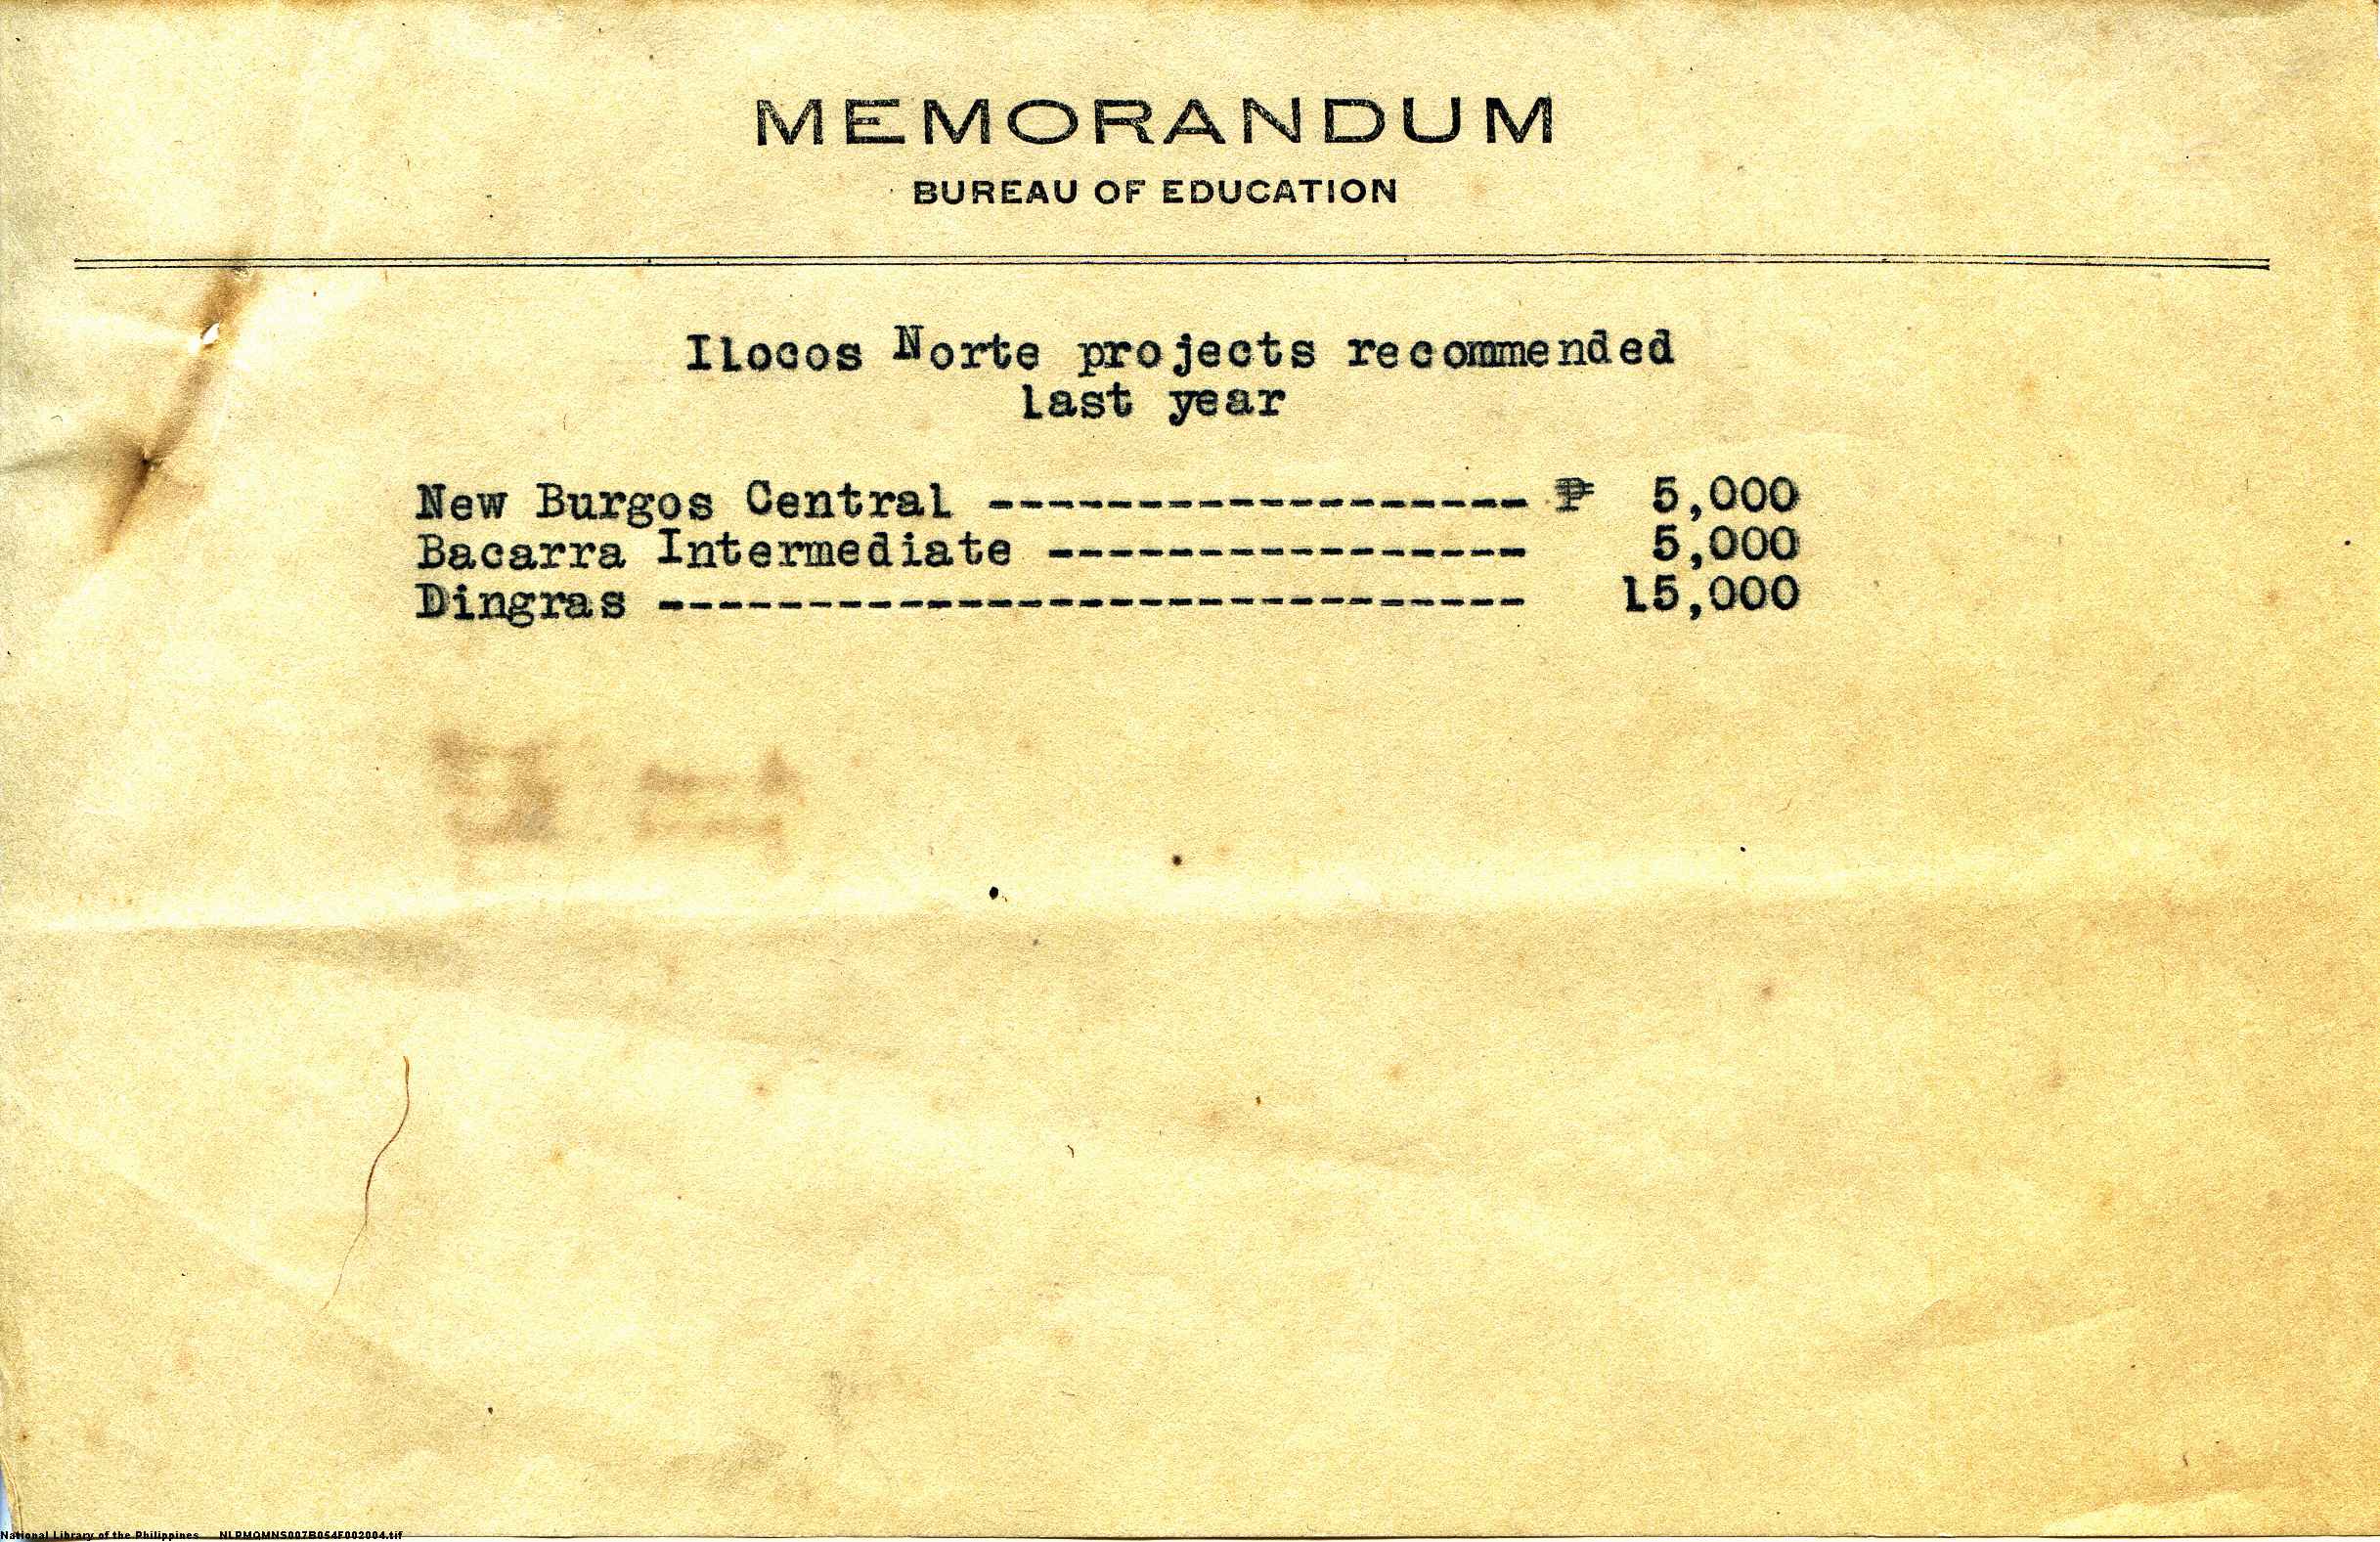 MEMORANDUM
BUREAU OF EDUCATION
Ilocos Norte projects recommended
last year
New Burgos Central ------------------ ₱ 5,000
Bacarra Intermediate ---------------- 5,000
Dingras ----------------------------- 15,000
National Library of the Philippines NLPMQMNS007B054F002004.tif